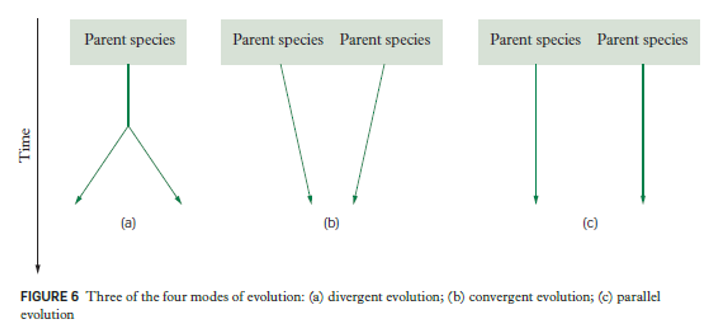 Parent species
Parent species Parent species
Parent species Parent species
Time
(a)
(b)
(c)
FIGURE 6 Three of the four modes of evolution: (a) divergent evolution; (b) convergent evolution; (c) parallel
evolution